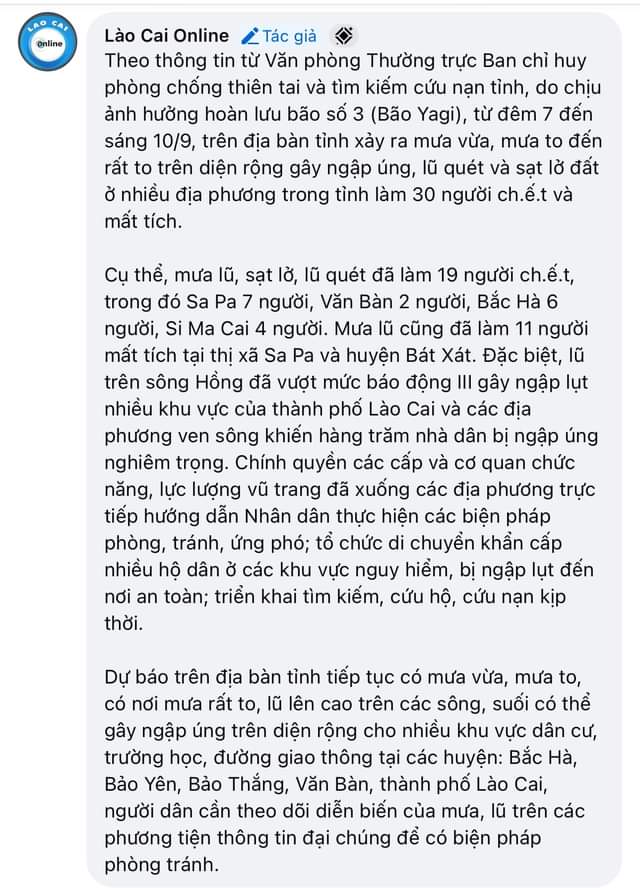 LÀO CAI
@nline
Lào Cai Online Tác giả
Theo thông tin từ Văn phòng Thường trực Ban chỉ huy
phòng chống thiên tai và tìm kiếm cứu nạn tỉnh, do chịu
ảnh hưởng hoàn lưu bão số 3 (Bão Yagi), từ đêm 7 đến
sáng 10/9, trên địa bàn tỉnh xảy ra mưa vừa, mưa to đến
rất to trên diện rộng gây ngập úng, lũ quét và sạt lở đất
ở nhiều địa phương trong tỉnh làm 30 người ch.ế.t và
mất tích.
Cụ thể, mưa lũ, sạt lở, lũ quét đã làm 19 người ch.ế.t,
trong đó Sa Pa 7 người, Văn Bàn 2 người, Bắc Hà 6
người, Si Ma Cai 4 người. Mưa lũ cũng đã làm 11 người
mất tích tại thị xã Sa Pa và huyện Bát Xát. Đặc biệt, lũ
trên sông Hồng đã vượt mức báo động III gây ngập lụt
nhiều khu vực của thành phố Lào Cai và các địa
phương ven sông khiến hàng trăm nhà dân bị ngập úng
nghiêm trọng. Chính quyền các cấp và cơ quan chức
năng, lực lượng vũ trang đã xuống các địa phương trực
tiếp hướng dẫn Nhân dân thực hiện các biện pháp
phòng, tránh, ứng phó; tổ chức di chuyển khẩn cấp
nhiều hộ dân ở các khu vực nguy hiểm, bị ngập lụt đến
nơi an toàn; triển khai tìm kiếm, cứu hộ, cứu nạn kịp
thời.
Dự báo trên địa bàn tỉnh tiếp tục có mưa vừa, mưa to,
có nơi mưa rất to, lũ lên cao trên các sông, suối có thể
gây ngập úng trên diện rộng cho nhiều khu vực dân cư,
trường học, đường giao thông tại các huyện: Bắc Hà,
Bảo Yên, Bảo Thắng, Văn Bàn, thành phố Lào Cai,
người dân cần theo dõi diễn biến của mưa, lũ trên các
phương tiện thông tin đại chúng để có biện pháp
phòng tránh.